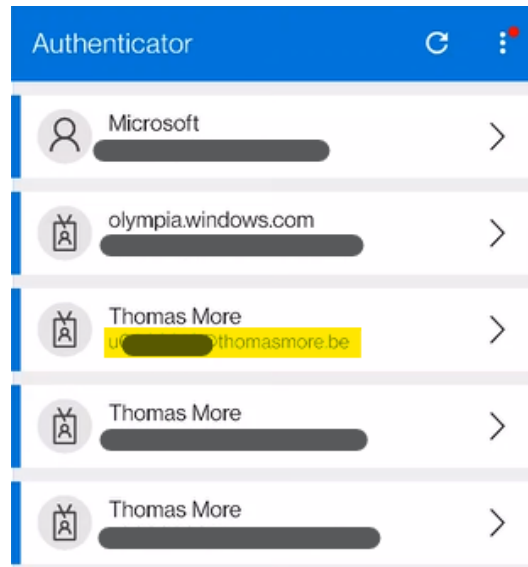 Authenticator
Microsoft
olympia.windows.com
Thomas More
u @thomasmore.be
Thomas More
Thomas More